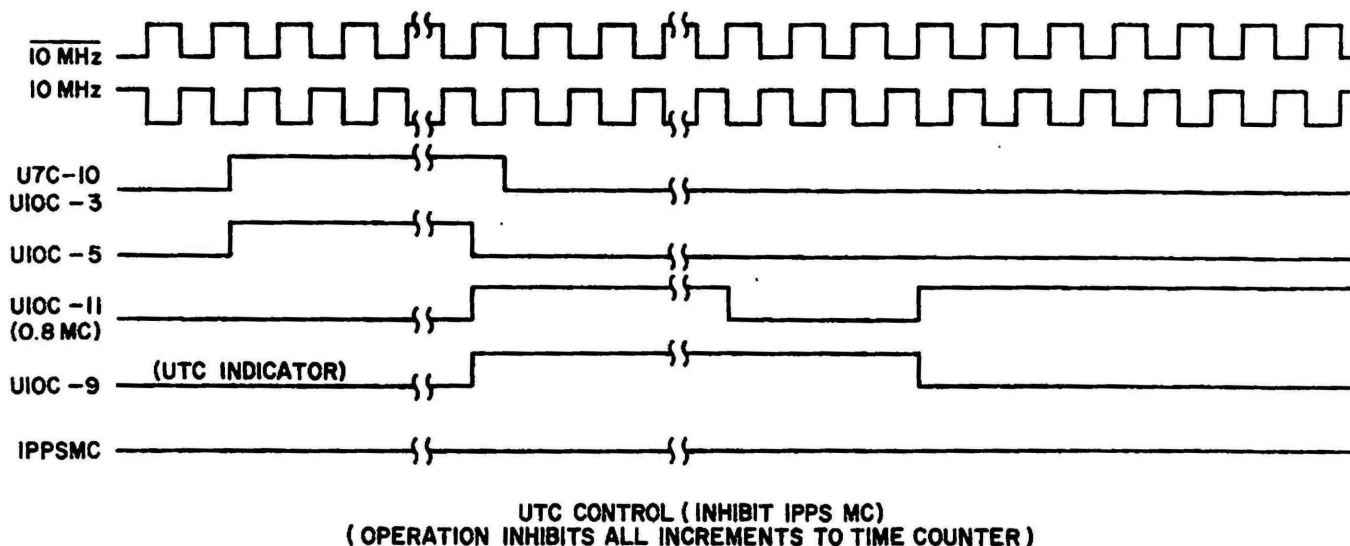 10 MHz
10 MHz
U7C-10
U10C-3
U10C-5
U10C-11
(0.8 MC)
(UTC INDICATOR)
U10C-9
1PPSMC
UTC CONTROL (INHIBIT 1PPS MC)
(OPERATION INHIBITS ALL INCREMENTS TO TIME COUNTER)